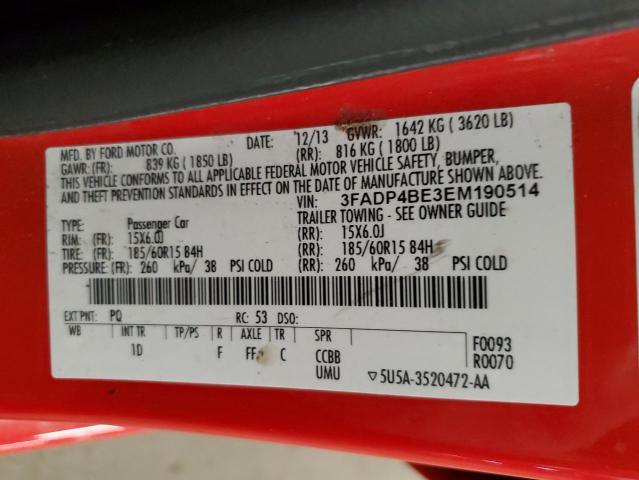 MFD. BY FORD MOTOR CO.
DATE: 12/13 GVWR: 1642 KG ( 3620 LB)
GAWR: (FR): 839 KG ( 1850 LB) (RR): 816 KG ( 1800 LB)
THIS VEHICLE CONFORMS TO ALL APPLICABLE FEDERAL MOTOR VEHICLE SAFETY, BUMPER,
AND THEFT PREVENTION STANDARDS IN EFFECT ON THE DATE OF MANUFACTURE SHOWN ABOVE.
VIN: 3FADP4BE3EM190514
TYPE: Passenger Car TRAILER TOWING - SEE OWNER GUIDE
RIM: (FR): 15X6.0J (RR): 15X6.0J
TIRE: (FR): 185/60R15 84H (RR): 185/60R15 84H
PRESSURE: (FR): 260 kPa/ 38 PSI COLD (RR): 260 kPa/ 38 PSI COLD
EXT PNT: PQ RC: 53 DSO:
WB INT TR TP/PS R AXLE TR SPR
1D F FF C CCBB
UMU
F0093
R0070
▽5U5A-3520472-AA